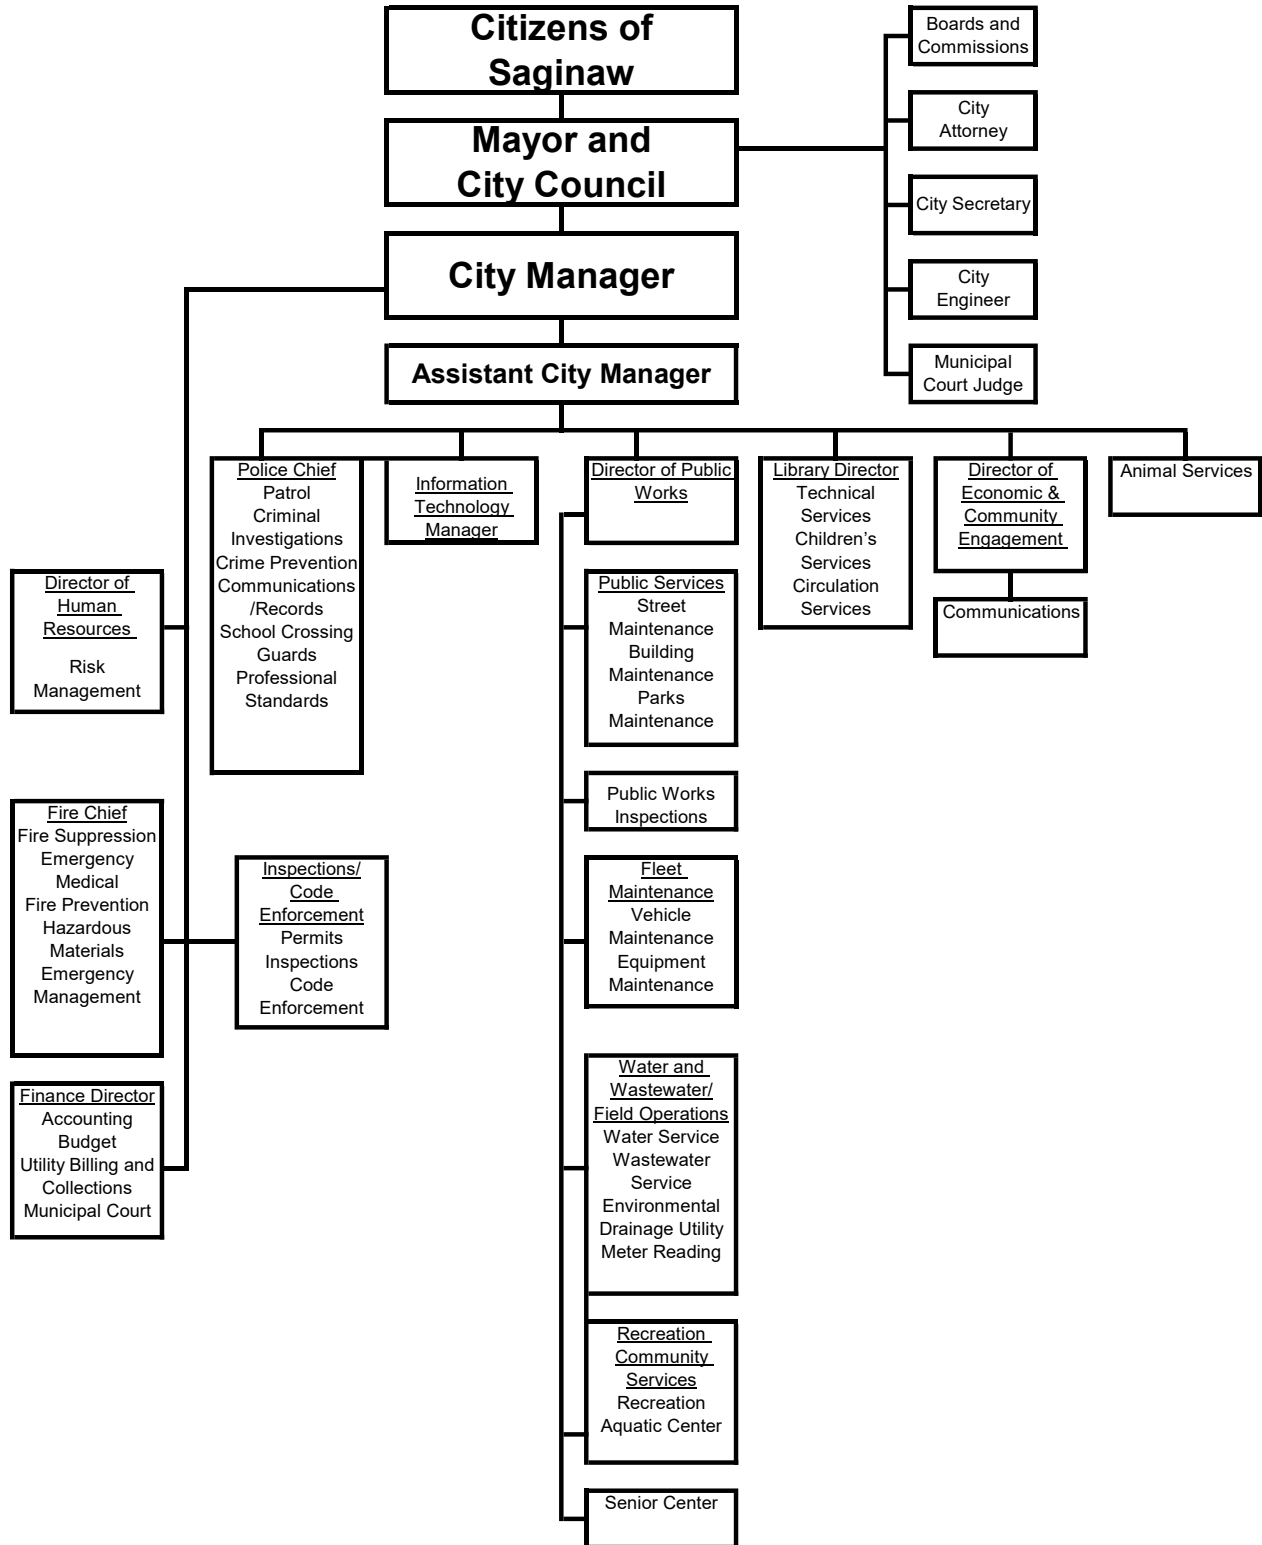 Citizens of
Saginaw
Mayor and
City Council
City Manager
Assistant City Manager
Boards and
Commissions
City
Attorney
City Secretary
City
Engineer
Municipal
Court Judge
Police Chief
Patrol
Criminal
Investigations
Crime Prevention
Communications
/Records
School Crossing
Guards
Professional
Standards
Information
Technology
Manager
Director of Public
Works
Library Director
Technical
Services
Children’s
Services
Circulation
Services
Director of
Economic &
Community
Engagement
Communications
Animal Services
Director of
Human
Resources
Risk
Management
Public Services
Street
Maintenance
Building
Maintenance
Parks
Maintenance
Public Works
Inspections
Fire Chief
Fire Suppression
Emergency
Medical
Fire Prevention
Hazardous
Materials
Emergency
Management
Inspections/
Code
Enforcement
Permits
Inspections
Code
Enforcement
Fleet
Maintenance
Vehicle
Maintenance
Equipment
Maintenance
Finance Director
Accounting
Budget
Utility Billing and
Collections
Municipal Court
Water and
Wastewater/
Field Operations
Water Service
Wastewater
Service
Environmental
Drainage Utility
Meter Reading
Recreation
Community
Services
Recreation
Aquatic Center
Senior Center